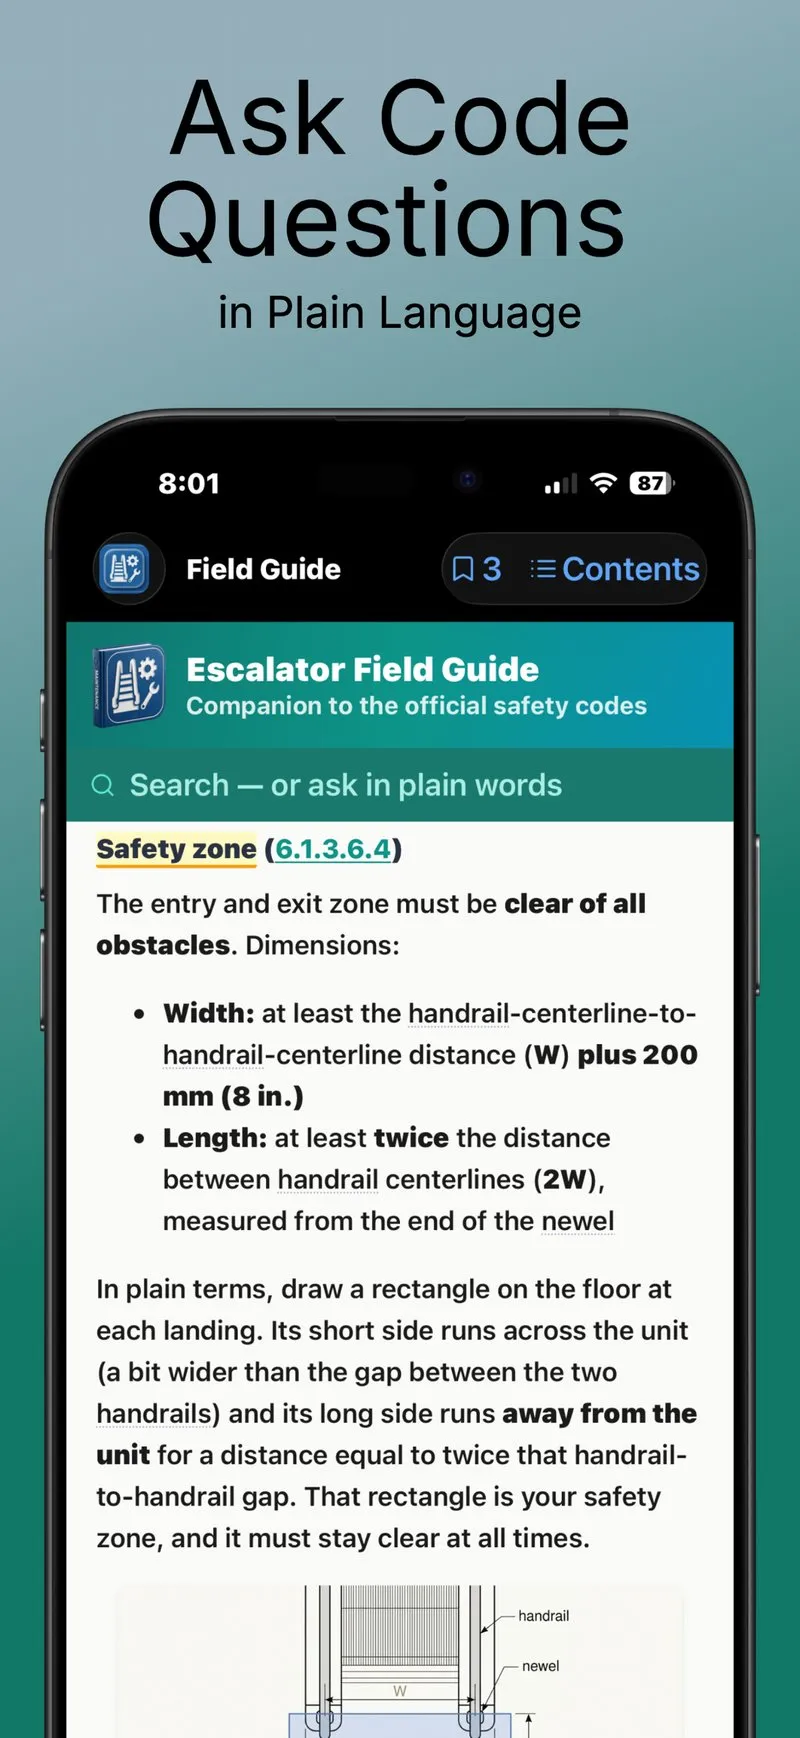 Ask Code
Questions
in Plain Language
8:01
87
Field Guide
3
Contents
Escalator Field Guide
Companion to the official safety codes
Search — or ask in plain words
Safety zone (6.1.3.6.4)
The entry and exit zone must be clear of all
obstacles. Dimensions:
• Width: at least the handrail-centerline-to-
handrail-centerline distance (W) plus 200
mm (8 in.)
• Length: at least twice the distance
between handrail centerlines (2W),
measured from the end of the newel
In plain terms, draw a rectangle on the floor at
each landing. Its short side runs across the unit
(a bit wider than the gap between the two
handrails) and its long side runs away from the
unit for a distance equal to twice that handrail-
to-handrail gap. That rectangle is your safety
zone, and it must stay clear at all times.
handrail
newel
W